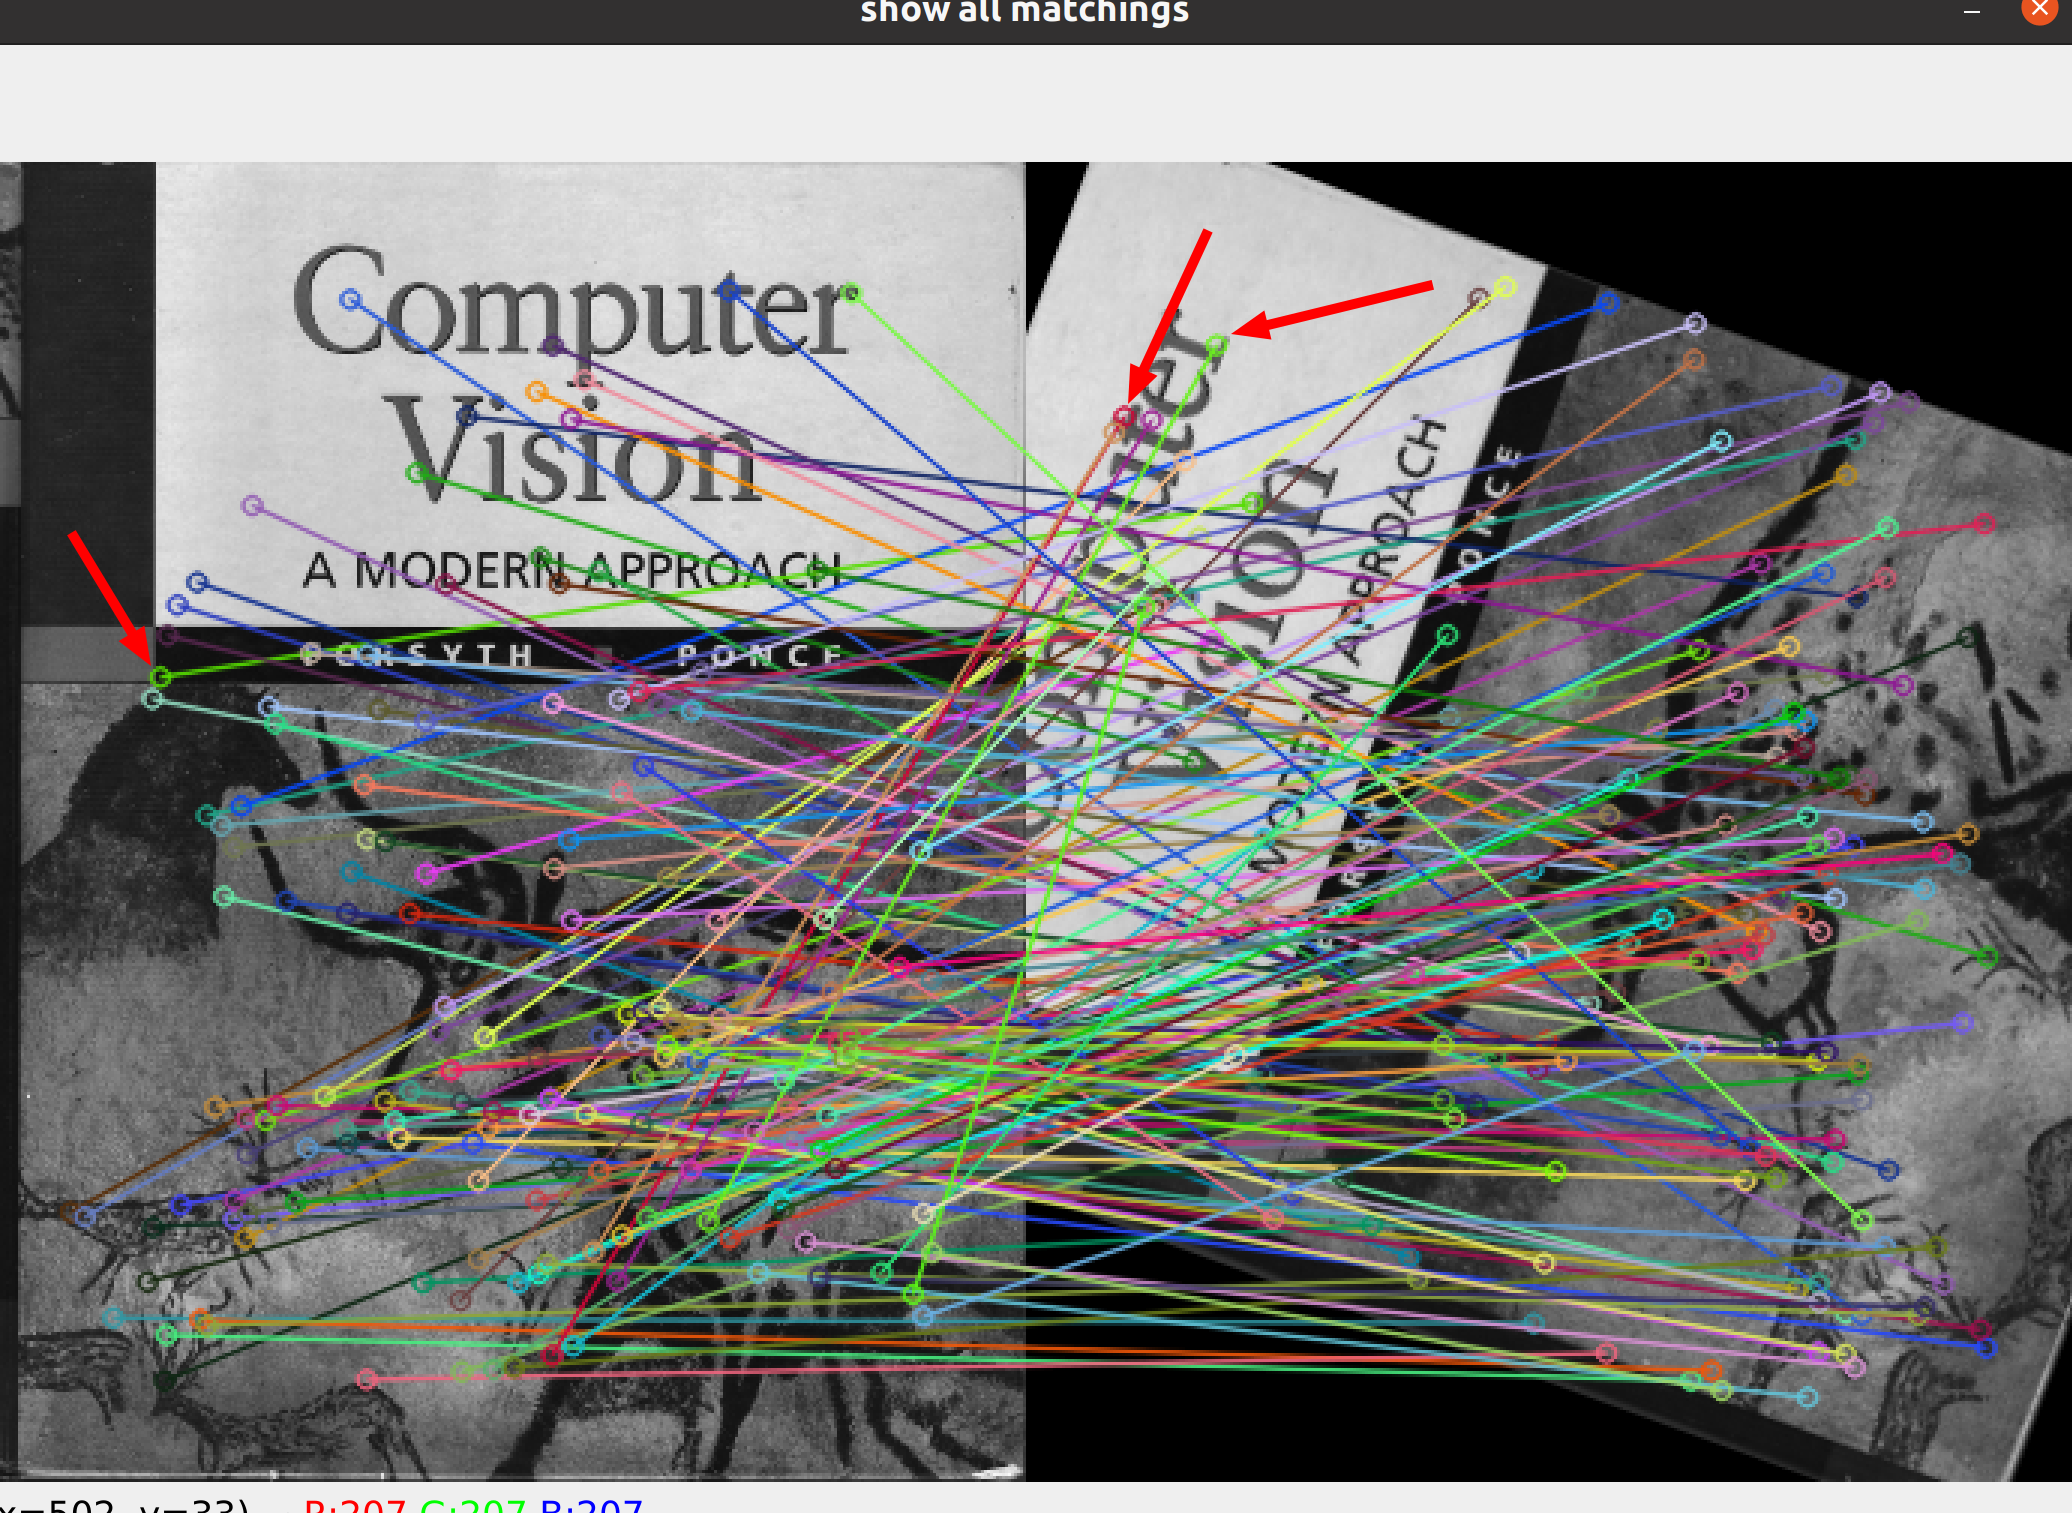 show all matchings
Computer
Vision
A MODERN APPROACH
FORSYTH PONCE
Computer
Vision
A MODERN APPROACH
PONCE
x=502, y=33) R:207 G:207 B:207